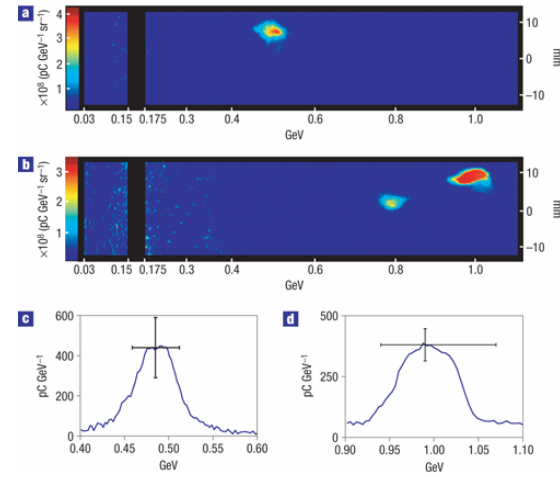 a
×10⁸ (pC GeV⁻¹ sr⁻¹)
4
3
2
1
10
0
−10
mm
0.03 0.15 0.175 0.3 0.4 0.6 0.8 1.0
GeV
b
×10⁸ (pC GeV⁻¹ sr⁻¹)
3
2
1
10
0
−10
mm
0.03 0.15 0.175 0.3 0.4 0.6 0.8 1.0
GeV
c
pC GeV⁻¹
600
400
200
0
0.40 0.45 0.50 0.55 0.60
GeV
d
pC GeV⁻¹
500
250
0
0.90 0.95 1.00 1.05 1.10
GeV